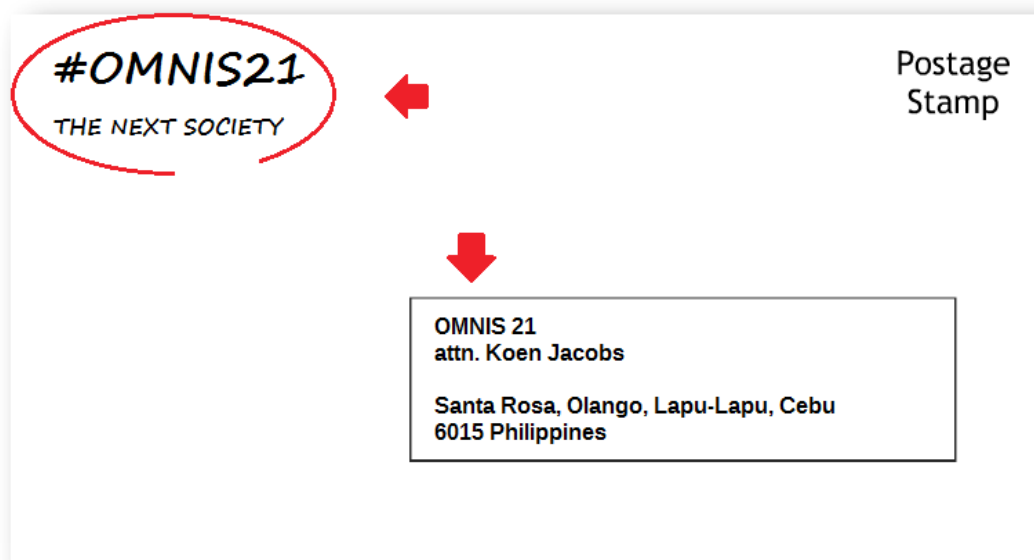 #OMNIS21
THE NEXT SOCIETY
Postage
Stamp
OMNIS 21
attn. Koen Jacobs
Santa Rosa, Olango, Lapu-Lapu, Cebu
6015 Philippines